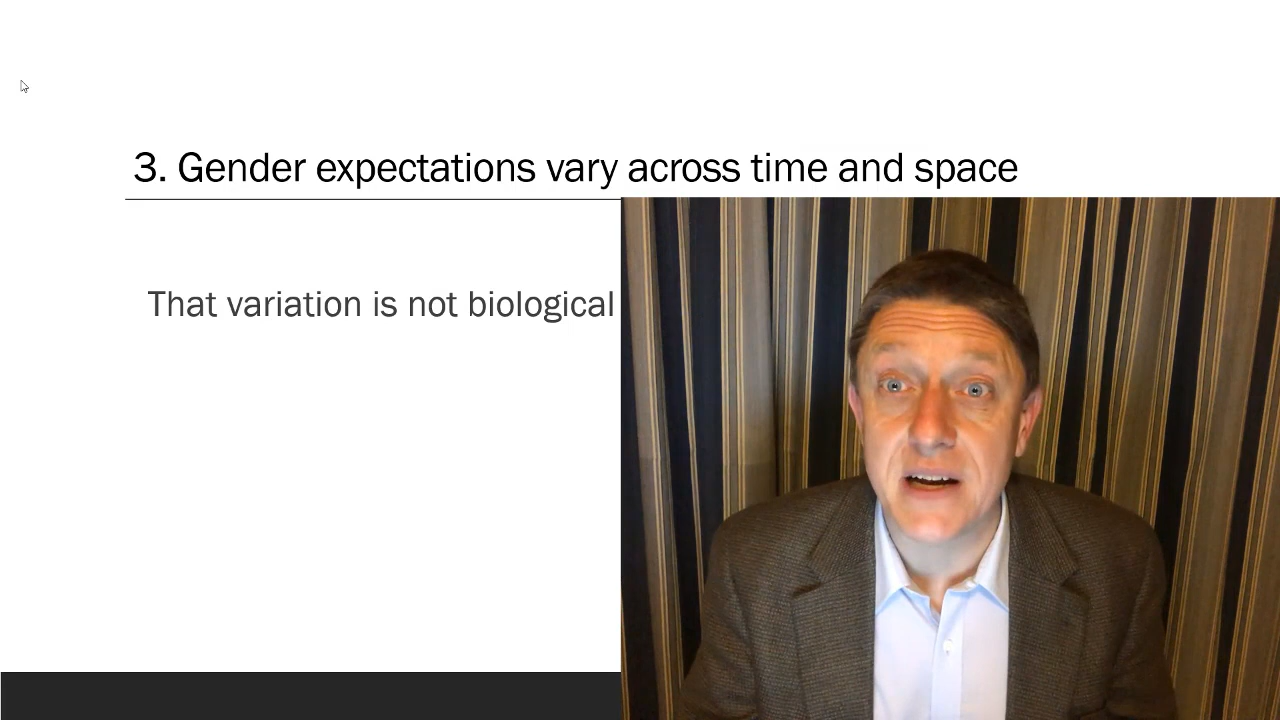 3. Gender expectations vary across time and space
That variation is not biological